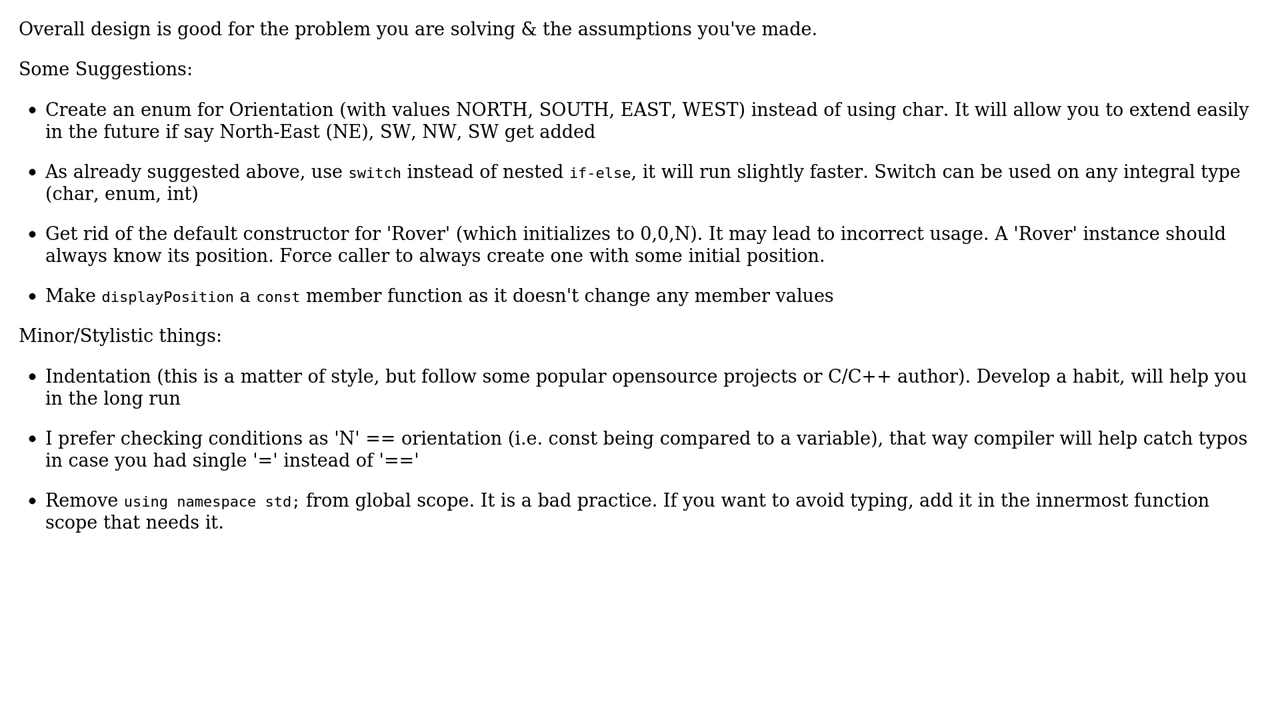 Overall design is good for the problem you are solving & the assumptions you've made.
Some Suggestions:
• Create an enum for Orientation (with values NORTH, SOUTH, EAST, WEST) instead of using char. It will allow you to extend easily
in the future if say North-East (NE), SW, NW, SW get added
• As already suggested above, use switch instead of nested if-else, it will run slightly faster. Switch can be used on any integral type
(char, enum, int)
• Get rid of the default constructor for 'Rover' (which initializes to 0,0,N). It may lead to incorrect usage. A 'Rover' instance should
always know its position. Force caller to always create one with some initial position.
• Make displayPosition a const member function as it doesn't change any member values
Minor/Stylistic things:
• Indentation (this is a matter of style, but follow some popular opensource projects or C/C++ author). Develop a habit, will help you
in the long run
• I prefer checking conditions as 'N' == orientation (i.e. const being compared to a variable), that way compiler will help catch typos
in case you had single '=' instead of '=='
• Remove using namespace std; from global scope. It is a bad practice. If you want to avoid typing, add it in the innermost function
scope that needs it.